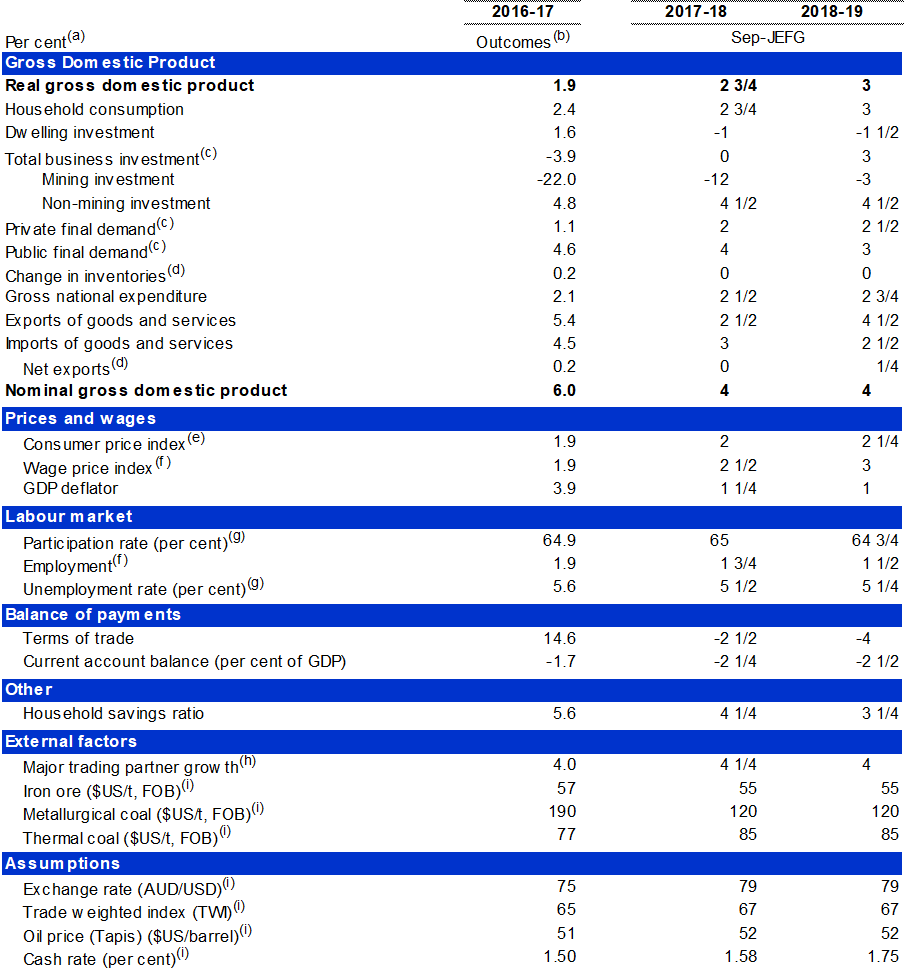 2016-17 2017-18 2018-19
Per cent(a) Outcomes(b) Sep-JEFG
Gross Domestic Product
Real gross domestic product 1.9 2 3/4 3
Household consumption 2.4 2 3/4 3
Dwelling investment 1.6 -1 -1 1/2
Total business investment(c) -3.9 0 3
Mining investment -22.0 -12 -3
Non-mining investment 4.8 4 1/2 4 1/2
Private final demand(c) 1.1 2 2 1/2
Public final demand(c) 4.6 4 3
Change in inventories(d) 0.2 0 0
Gross national expenditure 2.1 2 1/2 2 3/4
Exports of goods and services 5.4 2 1/2 4 1/2
Imports of goods and services 4.5 3 2 1/2
Net exports(d) 0.2 0 1/4
Nominal gross domestic product 6.0 4 4
Prices and wages
Consumer price index(e) 1.9 2 2 1/4
Wage price index(f) 1.9 2 1/2 3
GDP deflator 3.9 1 1/4 1
Labour market
Participation rate (per cent)(g) 64.9 65 64 3/4
Employment(f) 1.9 1 3/4 1 1/2
Unemployment rate (per cent)(g) 5.6 5 1/2 5 1/4
Balance of payments
Terms of trade 14.6 -2 1/2 -4
Current account balance (per cent of GDP) -1.7 -2 1/4 -2 1/2
Other
Household savings ratio 5.6 4 1/4 3 1/4
External factors
Major trading partner growth(h) 4.0 4 1/4 4
Iron ore ($US/t, FOB)(i) 57 55 55
Metallurgical coal ($US/t, FOB)(i) 190 120 120
Thermal coal ($US/t, FOB)(i) 77 85 85
Assumptions
Exchange rate (AUD/USD)(i) 75 79 79
Trade weighted index (TWI)(i) 65 67 67
Oil price (Tapis) ($US/barrel)(i) 51 52 52
Cash rate (per cent)(i) 1.50 1.58 1.75